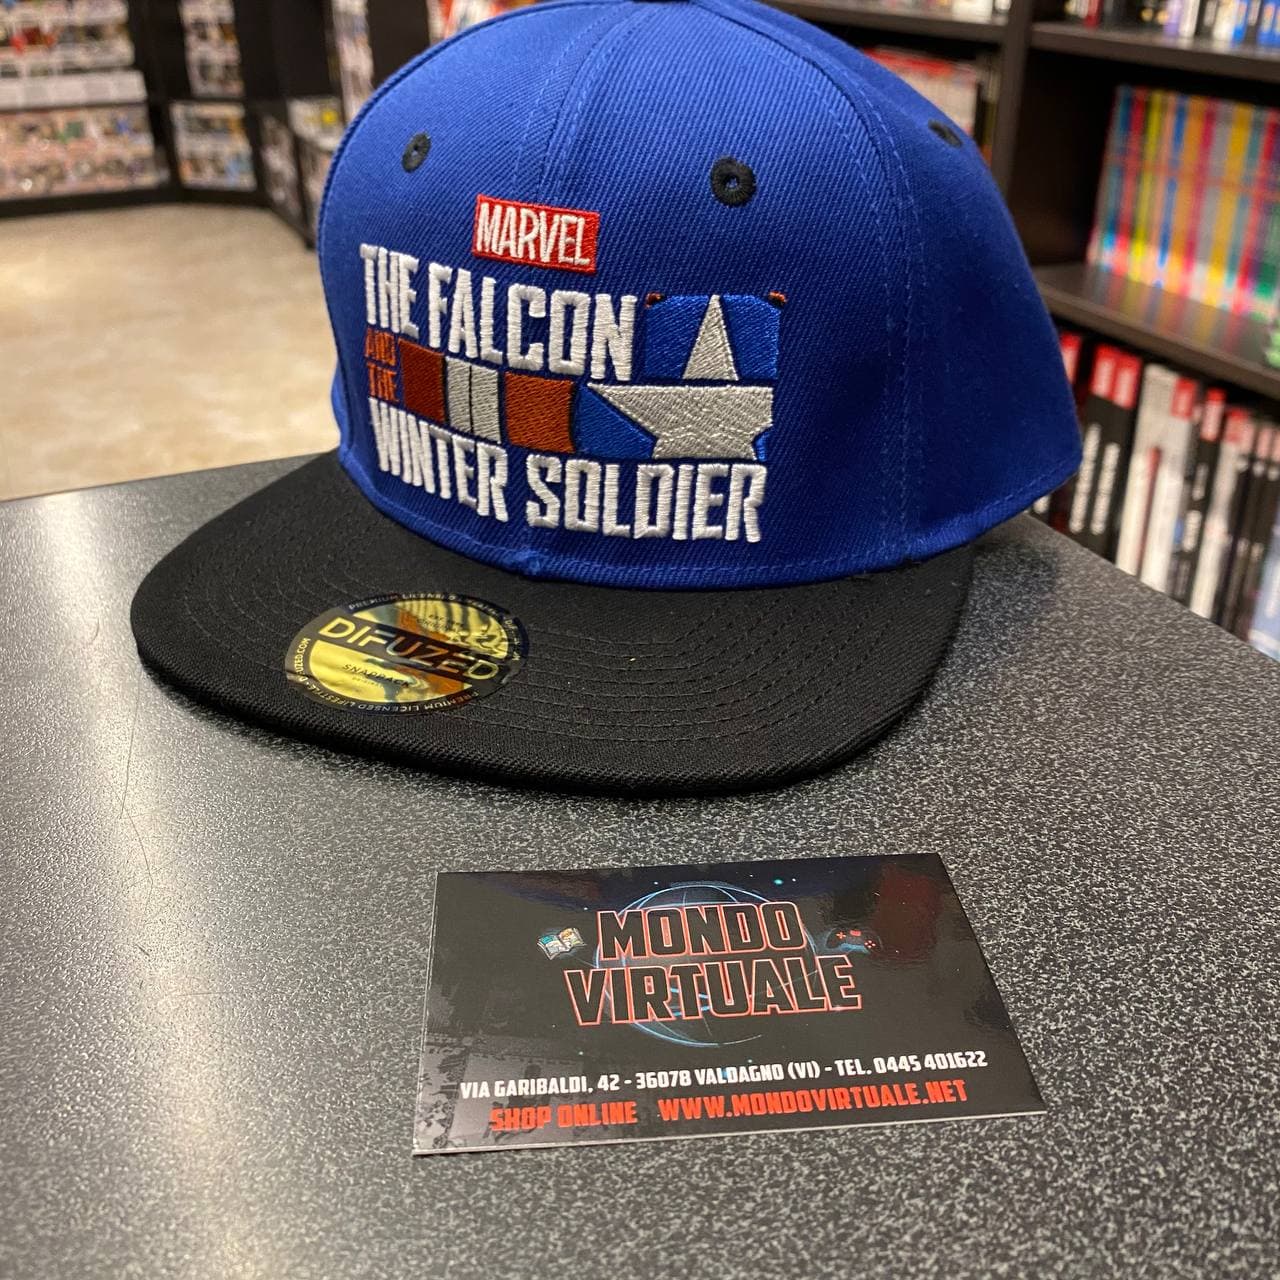 MARVEL
THE FALCON
AND
THE
WINTER SOLDIER
DIFUZED
SNAPBACK
MONDO
VIRTUALE
VIA GARIBALDI, 42 - 36078 VALDAGNO (VI) - TEL. 0445 401622
SHOP ONLINE WWW.MONDOVIRTUALE.NET